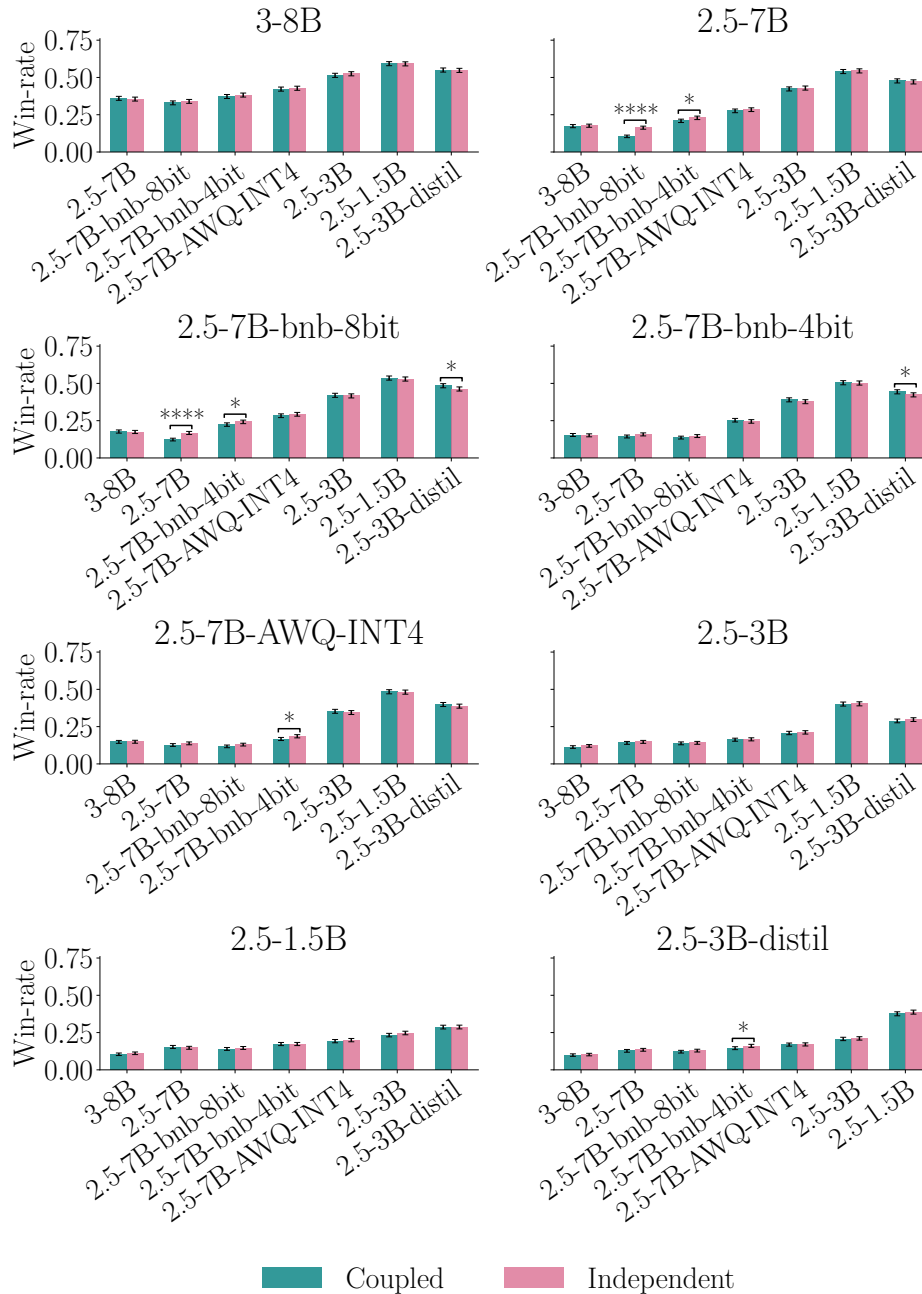 3-8B
Win-rate
0.75
0.50
0.25
0.00
2.5-7B
2.5-7B-bnb-8bit
2.5-7B-bnb-4bit
2.5-7B-AWQ-INT4
2.5-3B
2.5-1.5B
2.5-3B-distil
2.5-7B
**** *
3-8B
2.5-7B-bnb-8bit
2.5-7B-bnb-4bit
2.5-7B-AWQ-INT4
2.5-3B
2.5-1.5B
2.5-3B-distil
2.5-7B-bnb-8bit
Win-rate
0.75
0.50
0.25
0.00
**** * *
3-8B
2.5-7B
2.5-7B-bnb-4bit
2.5-7B-AWQ-INT4
2.5-3B
2.5-1.5B
2.5-3B-distil
2.5-7B-bnb-4bit
*
3-8B
2.5-7B
2.5-7B-bnb-8bit
2.5-7B-AWQ-INT4
2.5-3B
2.5-1.5B
2.5-3B-distil
2.5-7B-AWQ-INT4
Win-rate
0.75
0.50
0.25
0.00
*
3-8B
2.5-7B
2.5-7B-bnb-8bit
2.5-7B-bnb-4bit
2.5-3B
2.5-1.5B
2.5-3B-distil
2.5-3B
3-8B
2.5-7B
2.5-7B-bnb-8bit
2.5-7B-bnb-4bit
2.5-7B-AWQ-INT4
2.5-1.5B
2.5-3B-distil
2.5-1.5B
Win-rate
0.75
0.50
0.25
0.00
3-8B
2.5-7B
2.5-7B-bnb-8bit
2.5-7B-bnb-4bit
2.5-7B-AWQ-INT4
2.5-3B
2.5-3B-distil
2.5-3B-distil
*
3-8B
2.5-7B
2.5-7B-bnb-8bit
2.5-7B-bnb-4bit
2.5-7B-AWQ-INT4
2.5-3B
2.5-1.5B
Coupled Independent